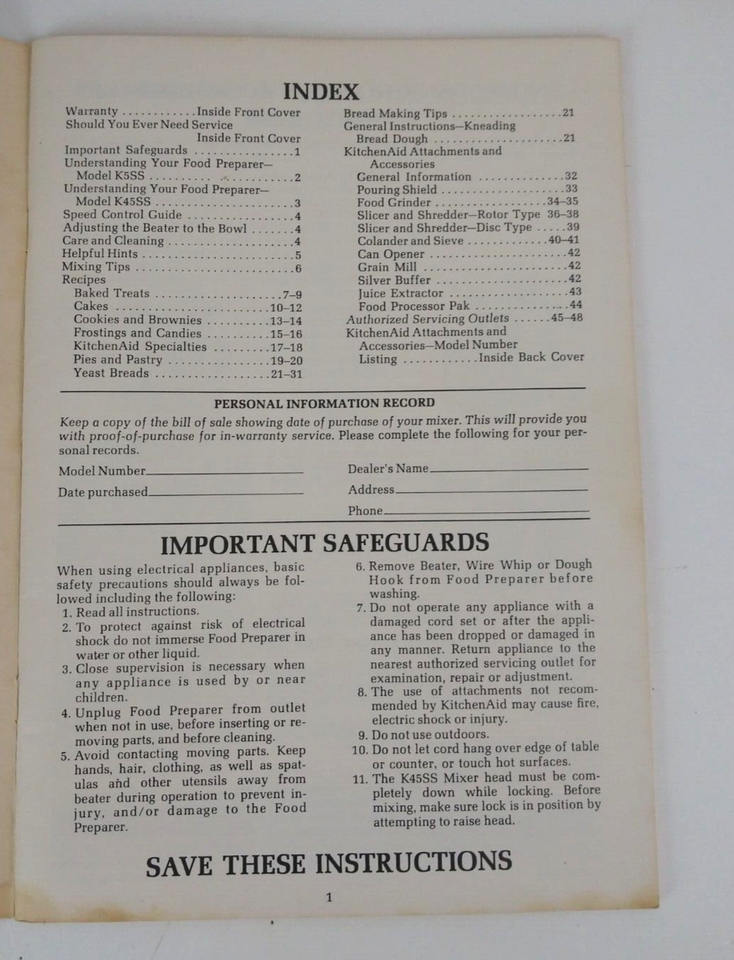 INDEX
Warranty ............Inside Front Cover
Should You Ever Need Service
Inside Front Cover
Important Safeguards ................1
Understanding Your Food Preparer—
Model K5SS .....................2
Understanding Your Food Preparer—
Model K45SS ....................3
Speed Control Guide .................4
Adjusting the Beater to the Bowl .......4
Care and Cleaning ....................4
Helpful Hints ........................5
Mixing Tips .........................6
Recipes
Baked Treats ....................7–9
Cakes ........................10–12
Cookies and Brownies ..........13–14
Frostings and Candies ..........15–16
KitchenAid Specialties .........17–18
Pies and Pastry ................19–20
Yeast Breads ..................21–31
Bread Making Tips ..................21
General Instructions—Kneading
Bread Dough .....................21
KitchenAid Attachments and
Accessories
General Information ..............32
Pouring Shield ....................33
Food Grinder ...................34–35
Slicer and Shredder—Rotor Type 36–38
Slicer and Shredder—Disc Type .....39
Colander and Sieve .............40–41
Can Opener .......................42
Grain Mill ........................42
Silver Buffer ......................42
Juice Extractor ....................43
Food Processor Pak ................44
Authorized Servicing Outlets ......45–48
KitchenAid Attachments and
Accessories—Model Number
Listing ............Inside Back Cover
PERSONAL INFORMATION RECORD
Keep a copy of the bill of sale showing date of purchase of your mixer. This will provide you
with proof-of-purchase for in-warranty service. Please complete the following for your per-
sonal records.
Model Number
Date purchased
Dealer's Name
Address
Phone
IMPORTANT SAFEGUARDS
When using electrical appliances, basic
safety precautions should always be fol-
lowed including the following:
1. Read all instructions.
2. To protect against risk of electrical
shock do not immerse Food Preparer in
water or other liquid.
3. Close supervision is necessary when
any appliance is used by or near
children.
4. Unplug Food Preparer from outlet
when not in use, before inserting or re-
moving parts, and before cleaning.
5. Avoid contacting moving parts. Keep
hands, hair, clothing, as well as spat-
ulas and other utensils away from
beater during operation to prevent in-
jury, and/or damage to the Food
Preparer.
6. Remove Beater, Wire Whip or Dough
Hook from Food Preparer before
washing.
7. Do not operate any appliance with a
damaged cord set or after the appli-
ance has been dropped or damaged in
any manner. Return appliance to the
nearest authorized servicing outlet for
examination, repair or adjustment.
8. The use of attachments not recom-
mended by KitchenAid may cause fire,
electric shock or injury.
9. Do not use outdoors.
10. Do not let cord hang over edge of table
or counter, or touch hot surfaces.
11. The K45SS Mixer head must be com-
pletely down while locking. Before
mixing, make sure lock is in position by
attempting to raise head.
SAVE THESE INSTRUCTIONS
1